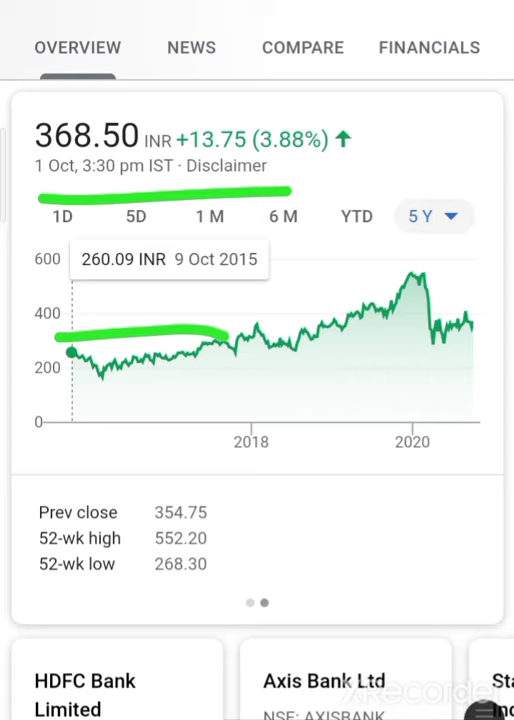 OVERVIEW NEWS COMPARE FINANCIALS
368.50 INR +13.75 (3.88%) ↑
1 Oct, 3:30 pm IST · Disclaimer
1D 5D 1 M 6 M YTD 5 Y
600
260.09 INR 9 Oct 2015
400
200
0
2018 2020
Prev close 354.75
52-wk high 552.20
52-wk low 268.30
HDFC Bank Axis Bank Ltd
Limited NSE: AXISBANK
XRecorder